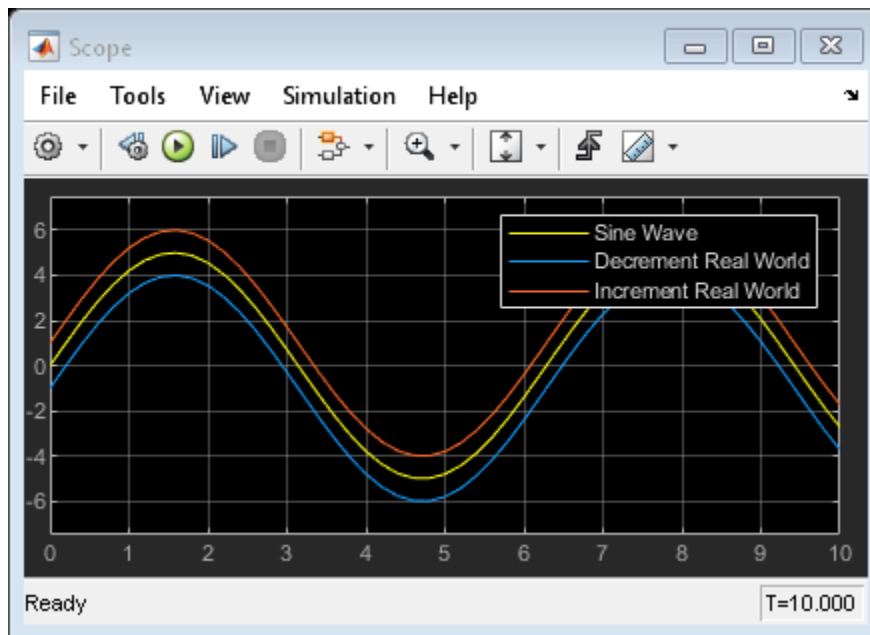 Scope
File Tools View Simulation Help
6
4
2
0
-2
-4
-6
Sine Wave
Decrement Real World
Increment Real World
0 1 2 3 4 5 6 7 8 9 10
Ready T=10.000